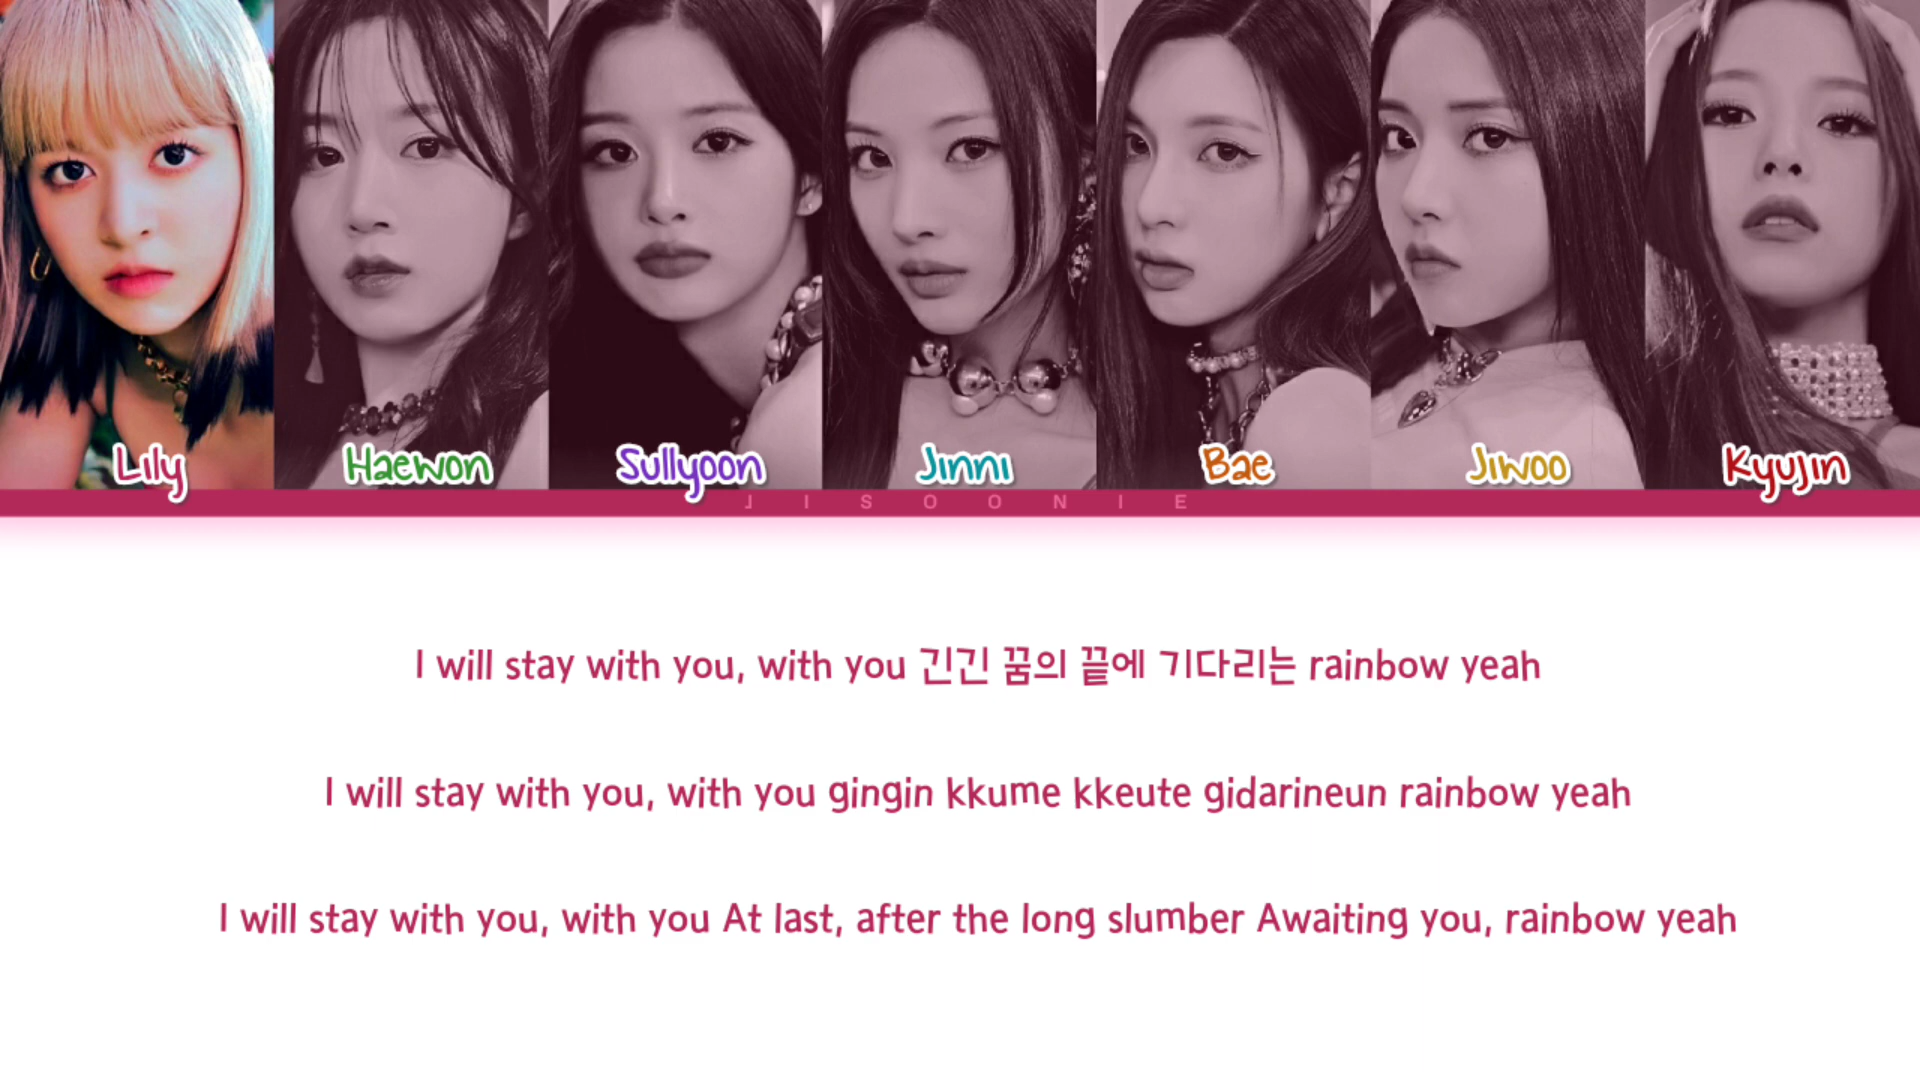 Lily
Haewon
Sullyoon
Jinni
Bae
Jiwoo
Kyujin
JISOONIE
I will stay with you, with you 긴긴 꿈의 끝에 기다리는 rainbow yeah
I will stay with you, with you gingin kkume kkeute gidarineun rainbow yeah
I will stay with you, with you At last, after the long slumber Awaiting you, rainbow yeah